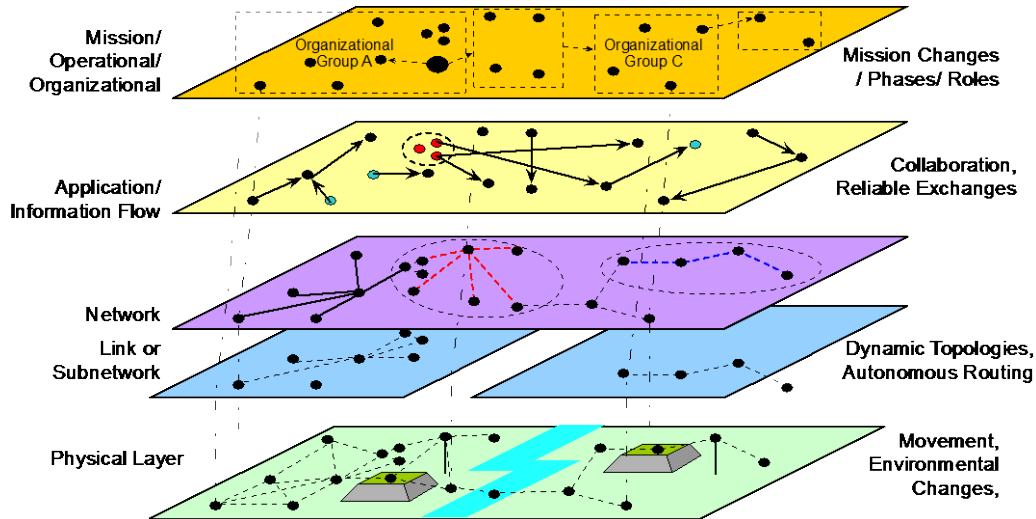 Mission/
Operational/
Organizational
Organizational
Group A
Organizational
Group C
Mission Changes
/ Phases/ Roles
Application/
Information Flow
Collaboration,
Reliable Exchanges
Network
Link or
Subnetwork
Dynamic Topologies,
Autonomous Routing
Physical Layer
Movement,
Environmental
Changes,